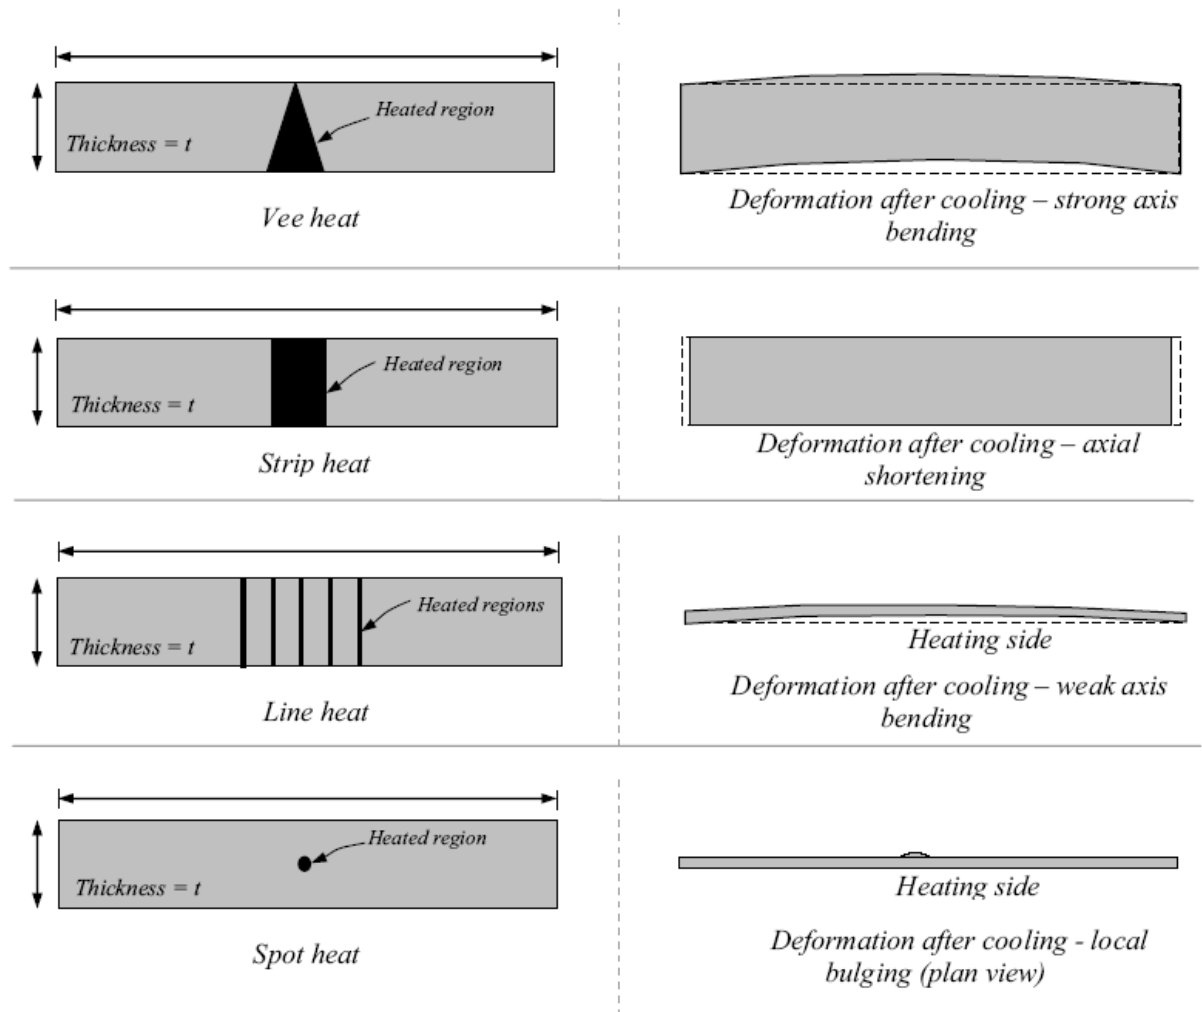 Heated region
Thickness = t
Vee heat
Deformation after cooling – strong axis
bending
Heated region
Thickness = t
Strip heat
Deformation after cooling – axial
shortening
Heated regions
Thickness = t
Line heat
Heating side
Deformation after cooling – weak axis
bending
Heated region
Thickness = t
Spot heat
Heating side
Deformation after cooling - local
bulging (plan view)